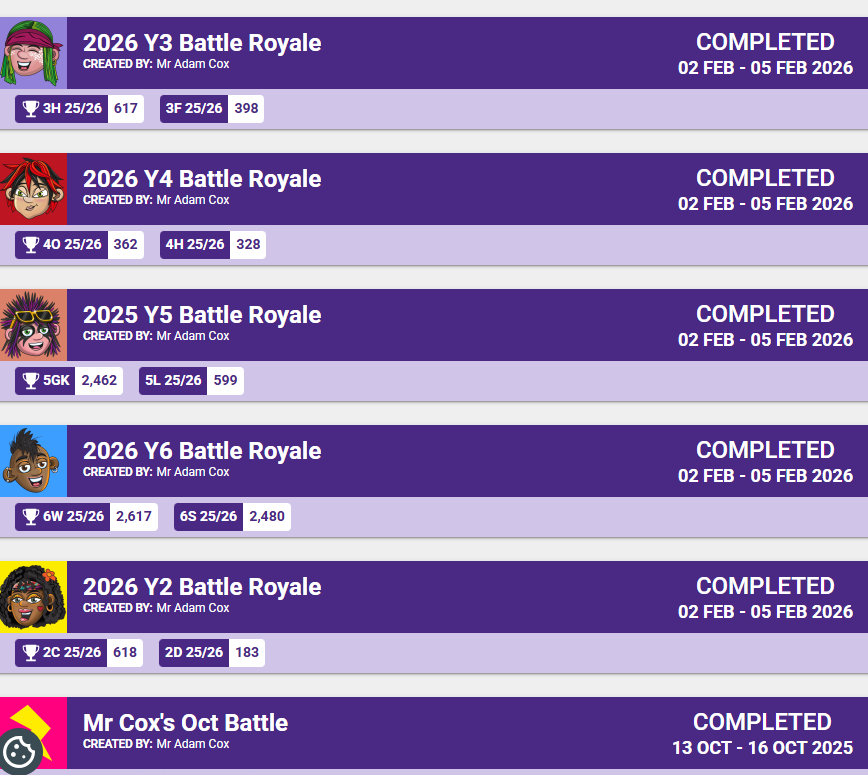 2026 Y3 Battle Royale
CREATED BY: Mr Adam Cox
COMPLETED
02 FEB - 05 FEB 2026
3H 25/26 617 3F 25/26 398
2026 Y4 Battle Royale
CREATED BY: Mr Adam Cox
COMPLETED
02 FEB - 05 FEB 2026
4O 25/26 362 4H 25/26 328
2025 Y5 Battle Royale
CREATED BY: Mr Adam Cox
COMPLETED
02 FEB - 05 FEB 2026
5GK 2,462 5L 25/26 599
2026 Y6 Battle Royale
CREATED BY: Mr Adam Cox
COMPLETED
02 FEB - 05 FEB 2026
6W 25/26 2,617 6S 25/26 2,480
2026 Y2 Battle Royale
CREATED BY: Mr Adam Cox
COMPLETED
02 FEB - 05 FEB 2026
2C 25/26 618 2D 25/26 183
Mr Cox's Oct Battle
CREATED BY: Mr Adam Cox
COMPLETED
13 OCT - 16 OCT 2025